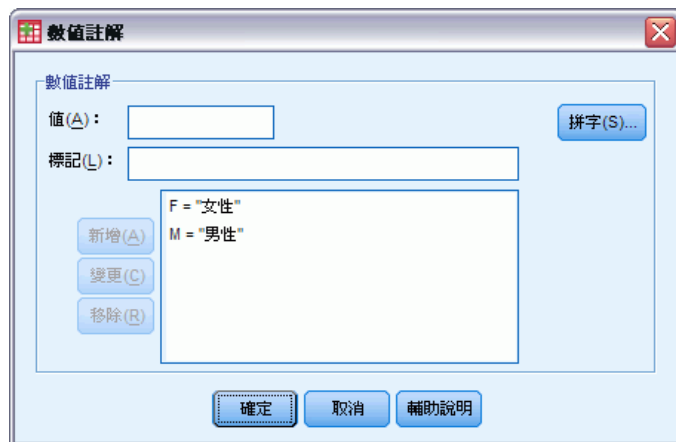 數值註解
數值註解
值(A)：
拼字(S)...
標記(L)：
F = "女性"
M = "男性"
新增(A)
變更(C)
移除(R)
確定 取消 輔助說明